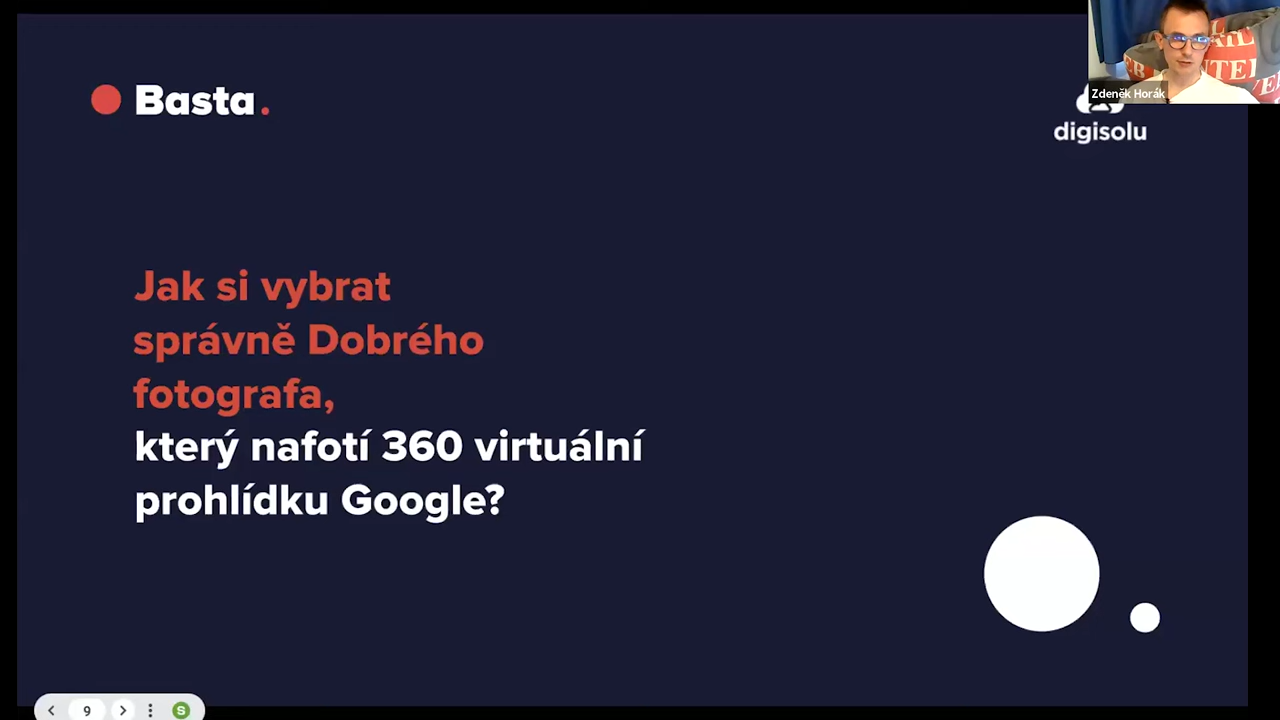 Basta.
Zdeněk Horák
digisolu
Jak si vybrat
správně Dobrého
fotografa,
který nafotí 360 virtuální
prohlídku Google?
9
S